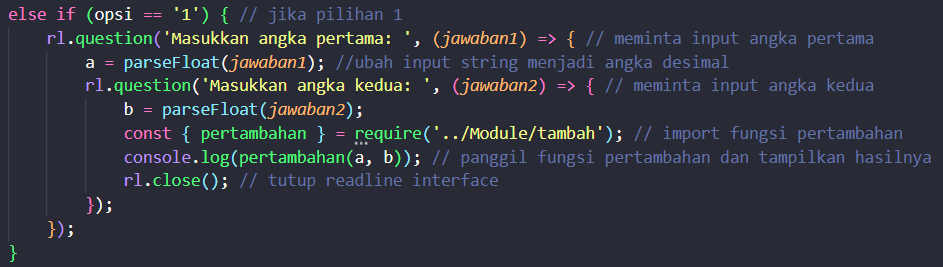 else if (opsi == '1') { // jika pilihan 1
rl.question('Masukkan angka pertama: ', (jawaban1) => { // meminta input angka pertama
a = parseFloat(jawaban1); //ubah input string menjadi angka desimal
rl.question('Masukkan angka kedua: ', (jawaban2) => { // meminta input angka kedua
b = parseFloat(jawaban2);
const { pertambahan } = require('../Module/tambah'); // import fungsi pertambahan
console.log(pertambahan(a, b)); // panggil fungsi pertambahan dan tampilkan hasilnya
rl.close(); // tutup readline interface
});
});
}